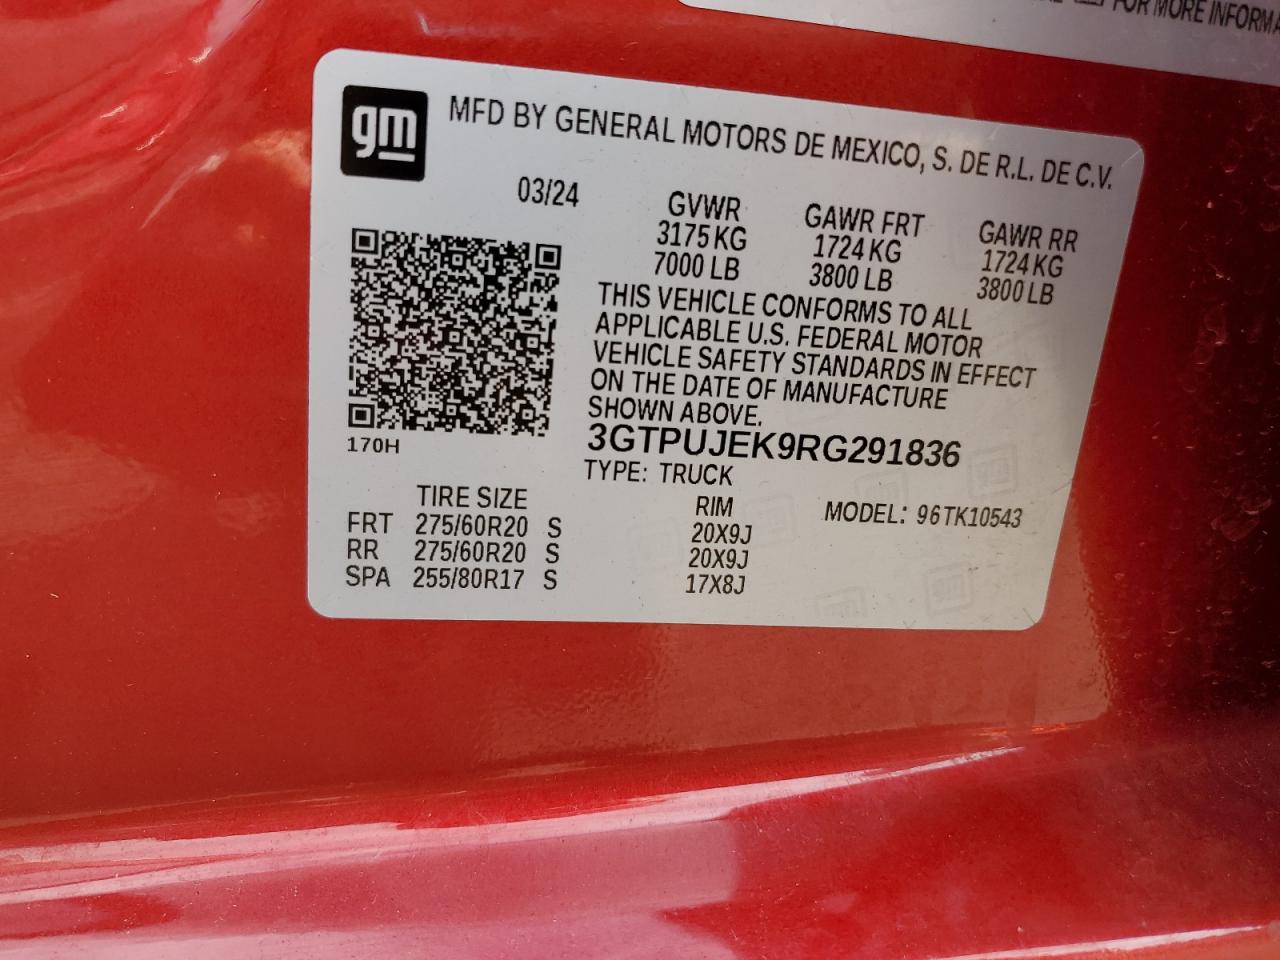 FOR MORE INFORMA
gm
MFD BY GENERAL MOTORS DE MEXICO, S. DE R.L. DE C.V.
03/24
GVWR GAWR FRT GAWR RR
3175 KG 1724 KG 1724 KG
7000 LB 3800 LB 3800 LB
THIS VEHICLE CONFORMS TO ALL
APPLICABLE U.S. FEDERAL MOTOR
VEHICLE SAFETY STANDARDS IN EFFECT
ON THE DATE OF MANUFACTURE
SHOWN ABOVE.
170H
3GTPUJEK9RG291836
TYPE: TRUCK
TIRE SIZE RIM MODEL: 96TK10543
FRT 275/60R20 S 20X9J
RR 275/60R20 S 20X9J
SPA 255/80R17 S 17X8J